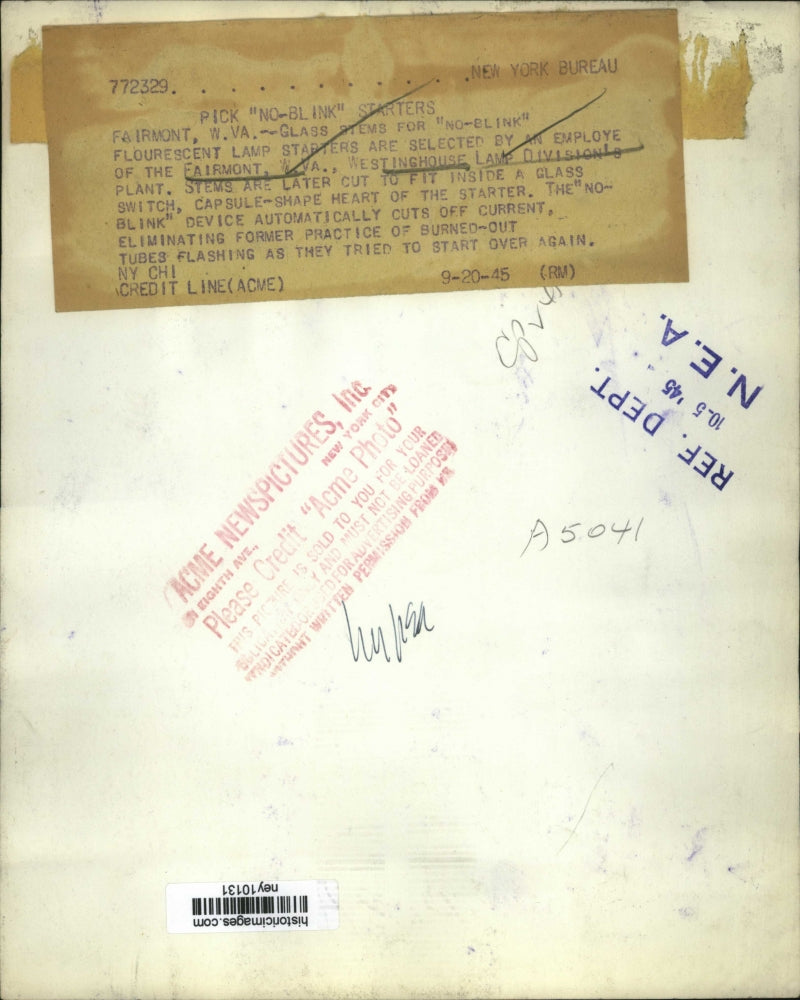 772329. . . . . . . . . . . . .NEW YORK BUREAU
PICK "NO-BLINK" STARTERS
FAIRMONT, W.VA.--GLASS STEMS FOR "NO-BLINK"
FLOURESCENT LAMP STARTERS ARE SELECTED BY AN EMPLOYE
OF THE FAIRMONT, W.VA., WESTINGHOUSE LAMP DIVISION'S
PLANT. STEMS ARE LATER CUT TO FIT INSIDE A GLASS
SWITCH, CAPSULE-SHAPE HEART OF THE STARTER. THE "NO-
BLINK" DEVICE AUTOMATICALLY CUTS OFF CURRENT,
ELIMINATING FORMER PRACTICE OF BURNED-OUT
TUBES FLASHING AS THEY TRIED TO START OVER AGAIN.
NY CHI
CREDIT LINE(ACME) 9-20-45 (RM)
N.E.A.
10.5 '45
REF. DEPT.
ACME NEWSPICTURES, Inc.
EIGHTH AVE., NEW YORK CITY
Please Credit "Acme Photo"
THIS PICTURE IS SOLD TO YOU FOR YOUR
ONLY AND MUST NOT BE LOANED
SYNDICATED OR USED FOR ADVERTISING PURPOSES
WITHOUT WRITTEN PERMISSION FROM US
A5041
historicimages.com
ney10131